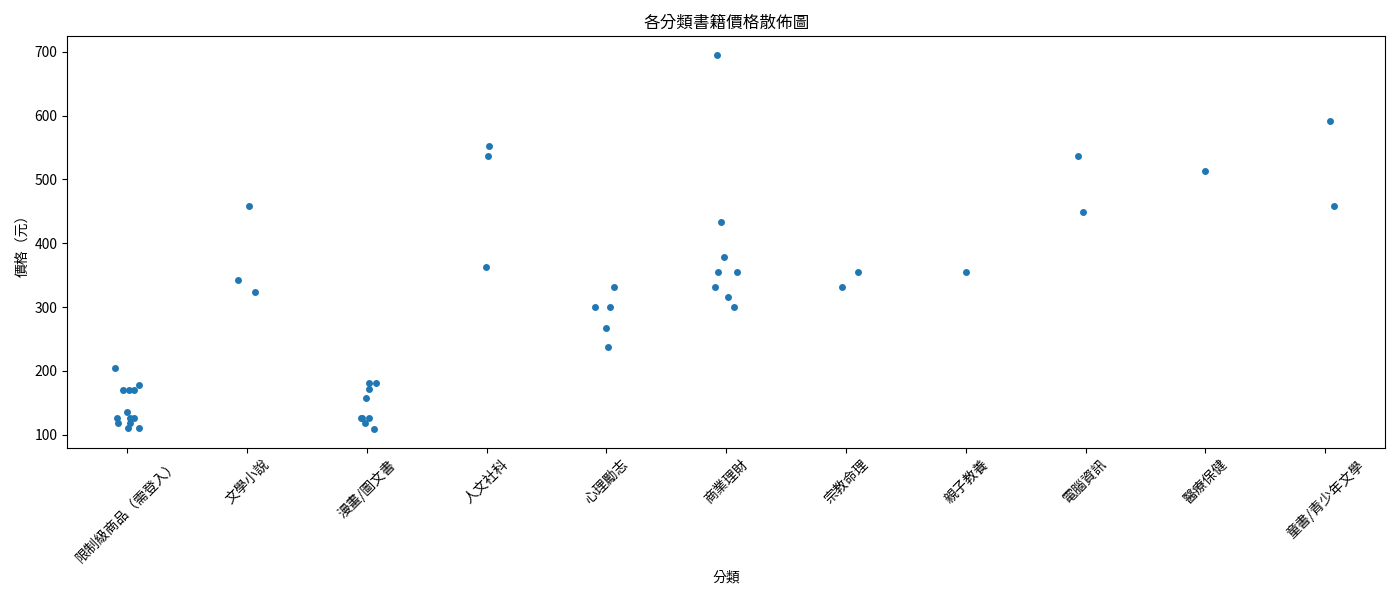 各分類書籍價格散佈圖
價格（元）
700
600
500
400
300
200
100
限制級商品（需登入）
文學小說
漫畫/圖文書
人文社科
心理勵志
商業理財
宗教命理
親子教養
電腦資訊
醫療保健
童書/青少年文學
分類